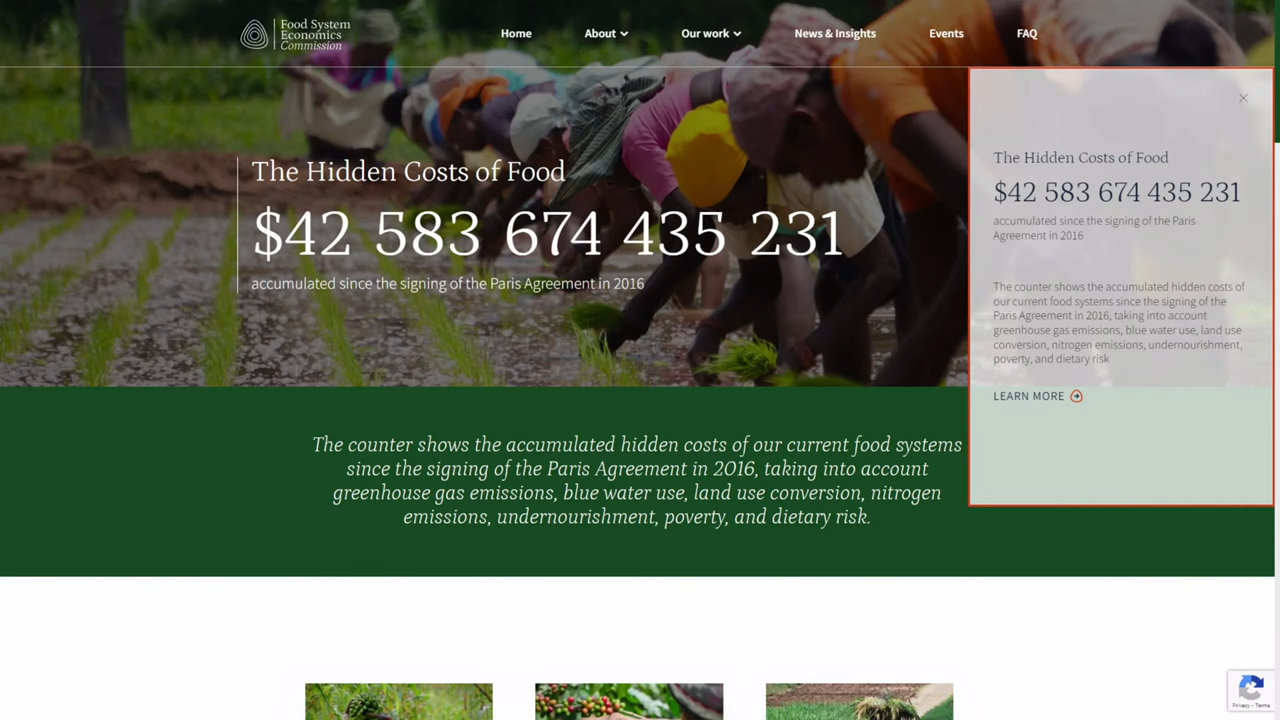 Food System
Economics
Commission
Home
About
Our work
News & Insights
Events
FAQ
The Hidden Costs of Food
$42 583 674 435 231
accumulated since the signing of the Paris Agreement in 2016
The Hidden Costs of Food
$42 583 674 435 231
accumulated since the signing of the Paris
Agreement in 2016
The counter shows the accumulated hidden costs of
our current food systems since the signing of the
Paris Agreement in 2016, taking into account
greenhouse gas emissions, blue water use, land use
conversion, nitrogen emissions, undernourishment,
poverty, and dietary risk
LEARN MORE
The counter shows the accumulated hidden costs of our current food systems
since the signing of the Paris Agreement in 2016, taking into account
greenhouse gas emissions, blue water use, land use conversion, nitrogen
emissions, undernourishment, poverty, and dietary risk.
Privacy - Terms